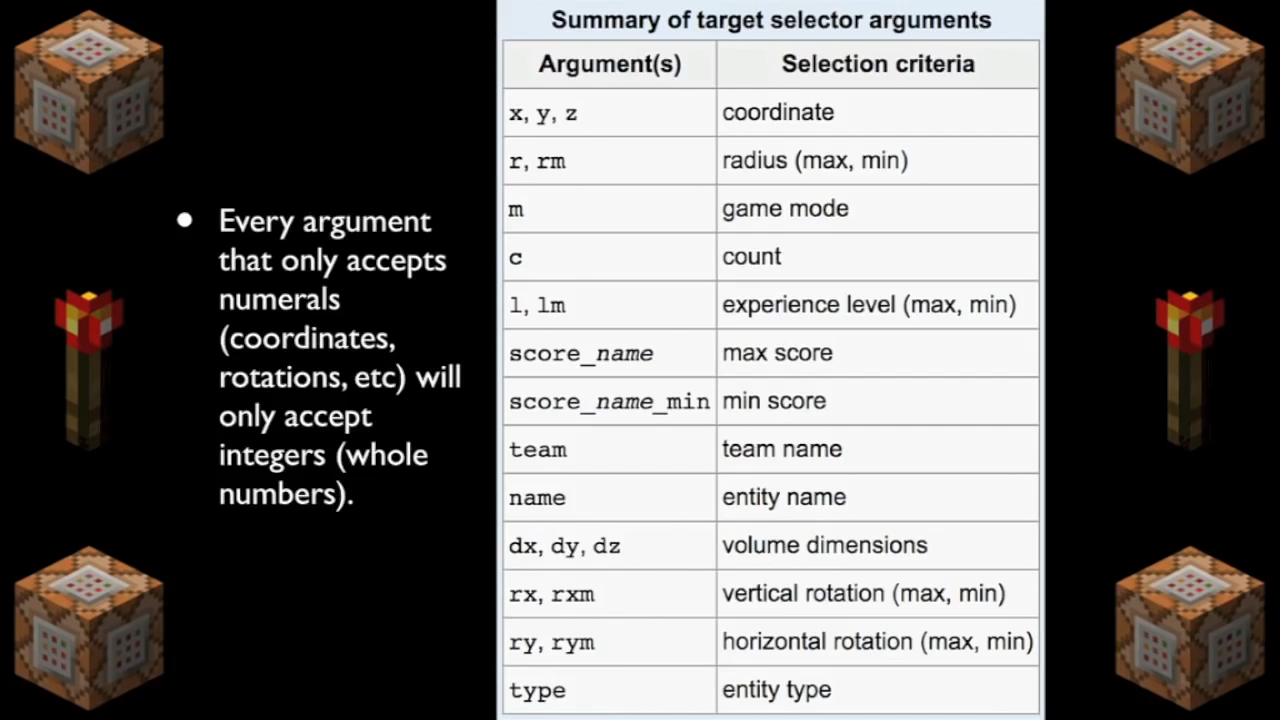 • Every argument
that only accepts
numerals
(coordinates,
rotations, etc) will
only accept
integers (whole
numbers).
Summary of target selector arguments
Argument(s) Selection criteria
x, y, z coordinate
r, rm radius (max, min)
m game mode
c count
l, lm experience level (max, min)
score_name max score
score_name_min min score
team team name
name entity name
dx, dy, dz volume dimensions
rx, rxm vertical rotation (max, min)
ry, rym horizontal rotation (max, min)
type entity type